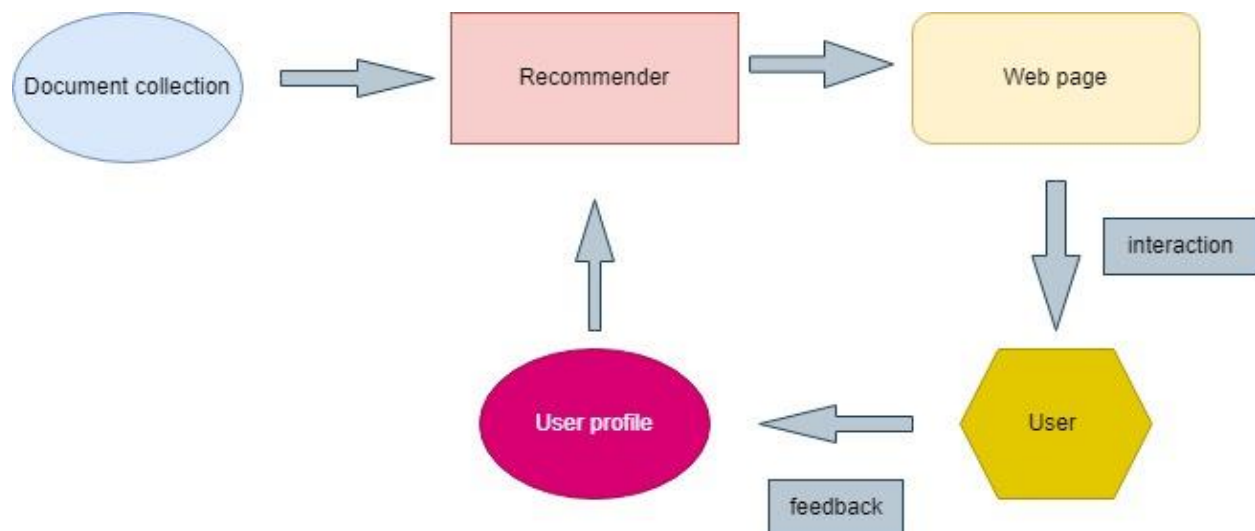 Document collection
Recommender
Web page
interaction
User profile
User
feedback